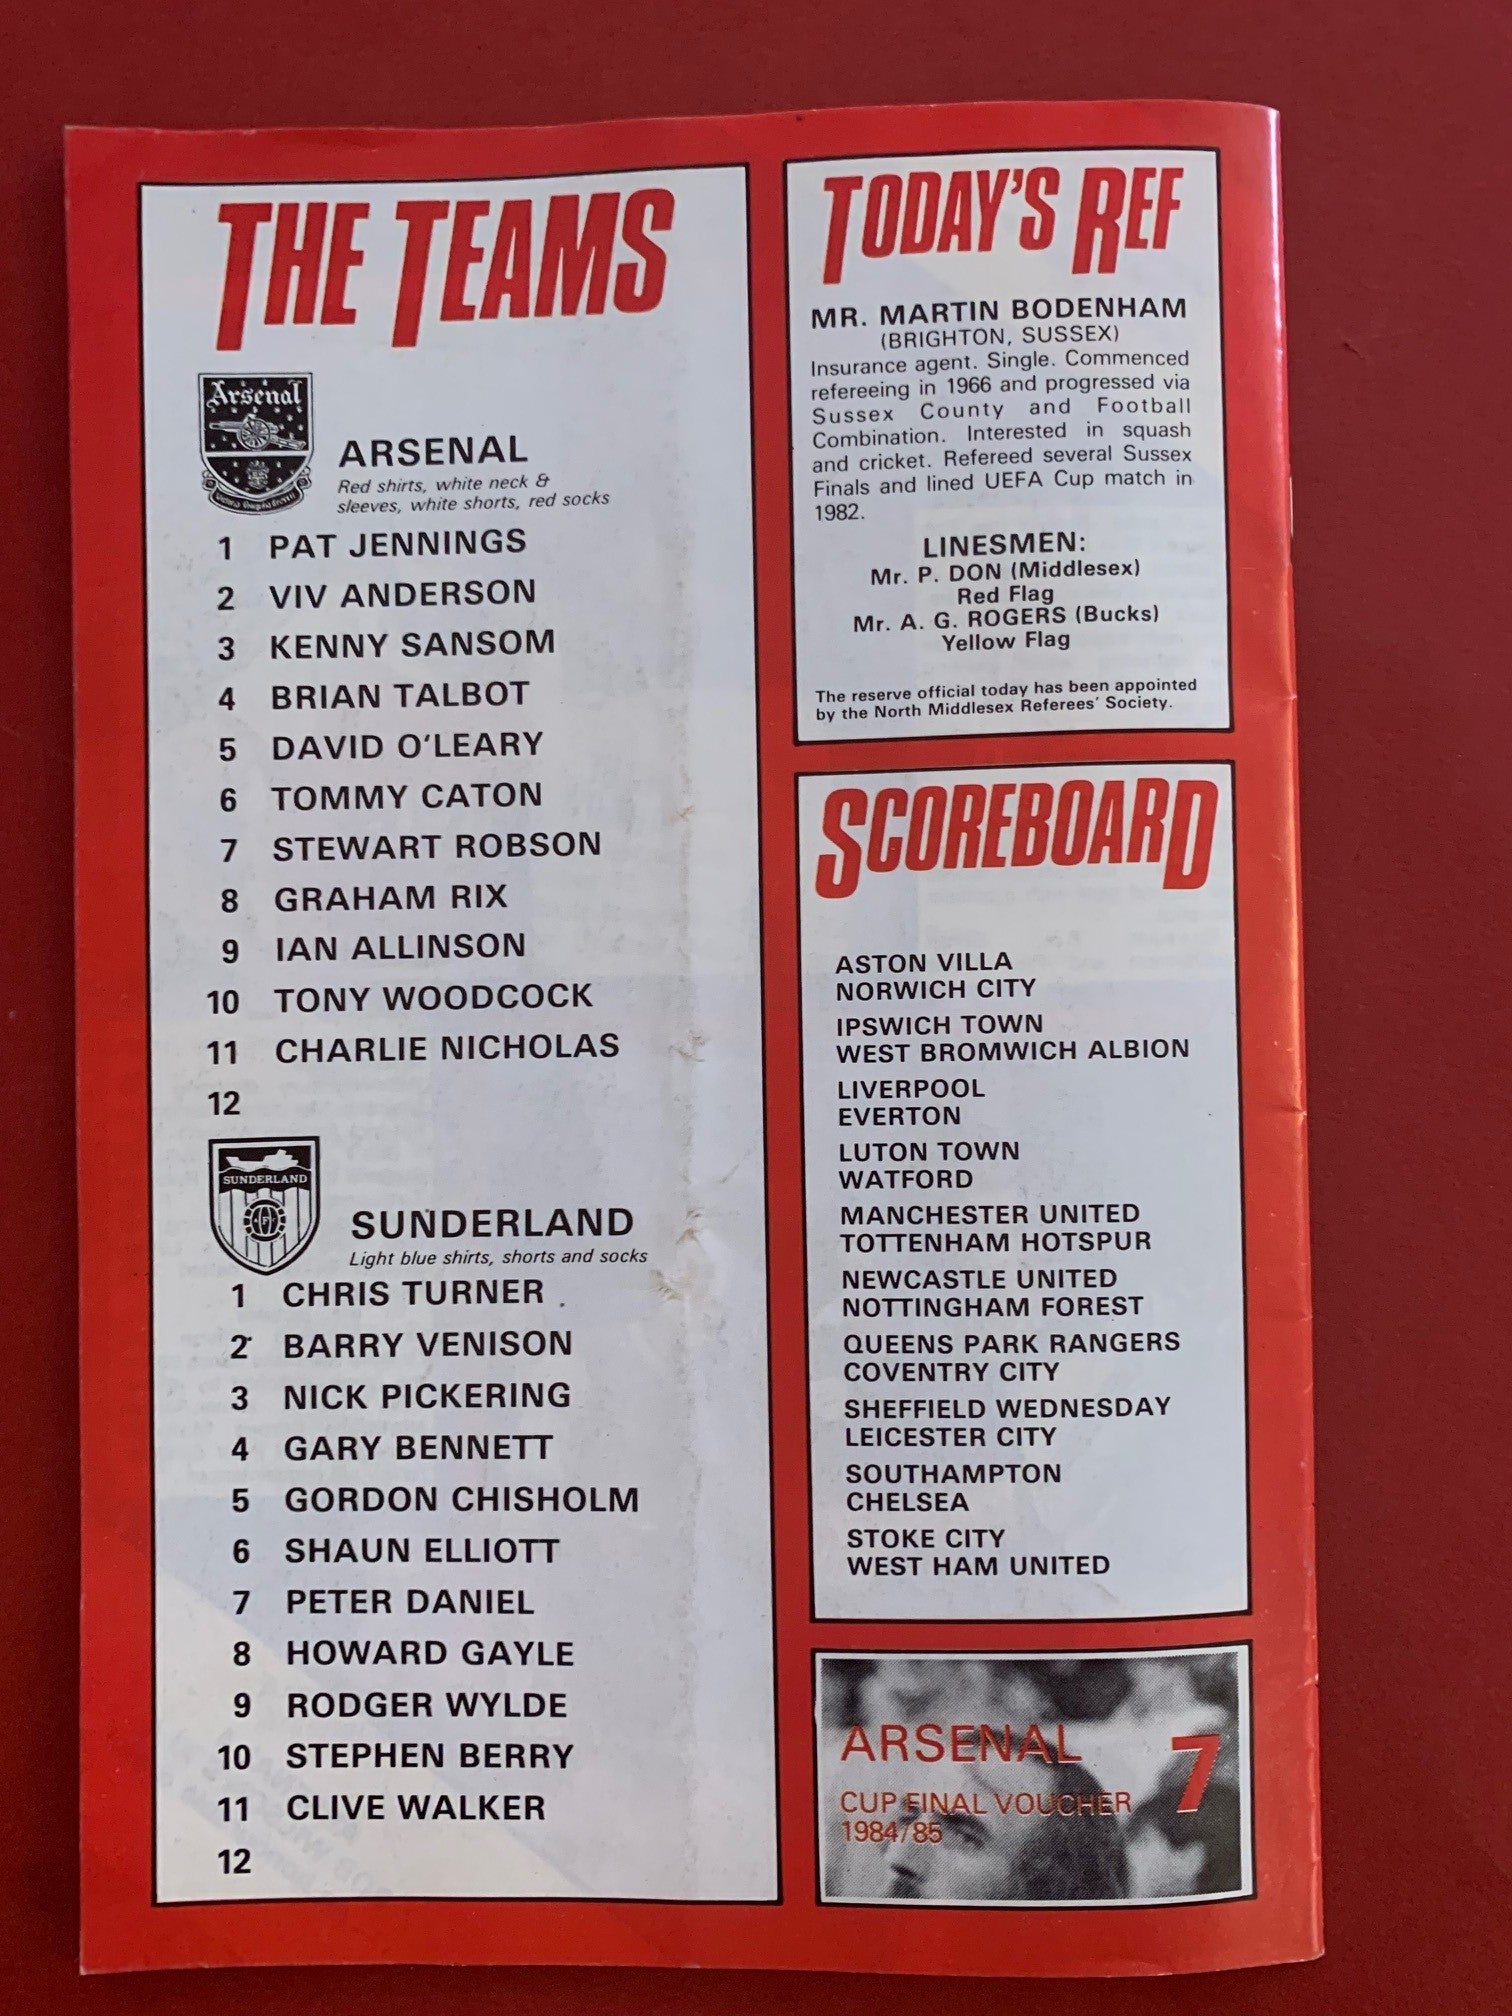 THE TEAMS
Arsenal
ARSENAL
Red shirts, white neck &
sleeves, white shorts, red socks
1 PAT JENNINGS
2 VIV ANDERSON
3 KENNY SANSOM
4 BRIAN TALBOT
5 DAVID O'LEARY
6 TOMMY CATON
7 STEWART ROBSON
8 GRAHAM RIX
9 IAN ALLINSON
10 TONY WOODCOCK
11 CHARLIE NICHOLAS
12
SUNDERLAND
SUNDERLAND
Light blue shirts, shorts and socks
1 CHRIS TURNER
2 BARRY VENISON
3 NICK PICKERING
4 GARY BENNETT
5 GORDON CHISHOLM
6 SHAUN ELLIOTT
7 PETER DANIEL
8 HOWARD GAYLE
9 RODGER WYLDE
10 STEPHEN BERRY
11 CLIVE WALKER
12
TODAY'S REF
MR. MARTIN BODENHAM
(BRIGHTON, SUSSEX)
Insurance agent. Single. Commenced
refereeing in 1966 and progressed via
Sussex County and Football
Combination. Interested in squash
and cricket. Refereed several Sussex
Finals and lined UEFA Cup match in
1982.
LINESMEN:
Mr. P. DON (Middlesex)
Red Flag
Mr. A. G. ROGERS (Bucks)
Yellow Flag
The reserve official today has been appointed
by the North Middlesex Referees' Society.
SCOREBOARD
ASTON VILLA
NORWICH CITY
IPSWICH TOWN
WEST BROMWICH ALBION
LIVERPOOL
EVERTON
LUTON TOWN
WATFORD
MANCHESTER UNITED
TOTTENHAM HOTSPUR
NEWCASTLE UNITED
NOTTINGHAM FOREST
QUEENS PARK RANGERS
COVENTRY CITY
SHEFFIELD WEDNESDAY
LEICESTER CITY
SOUTHAMPTON
CHELSEA
STOKE CITY
WEST HAM UNITED
ARSENAL 7
CUP FINAL VOUCHER
1984/85